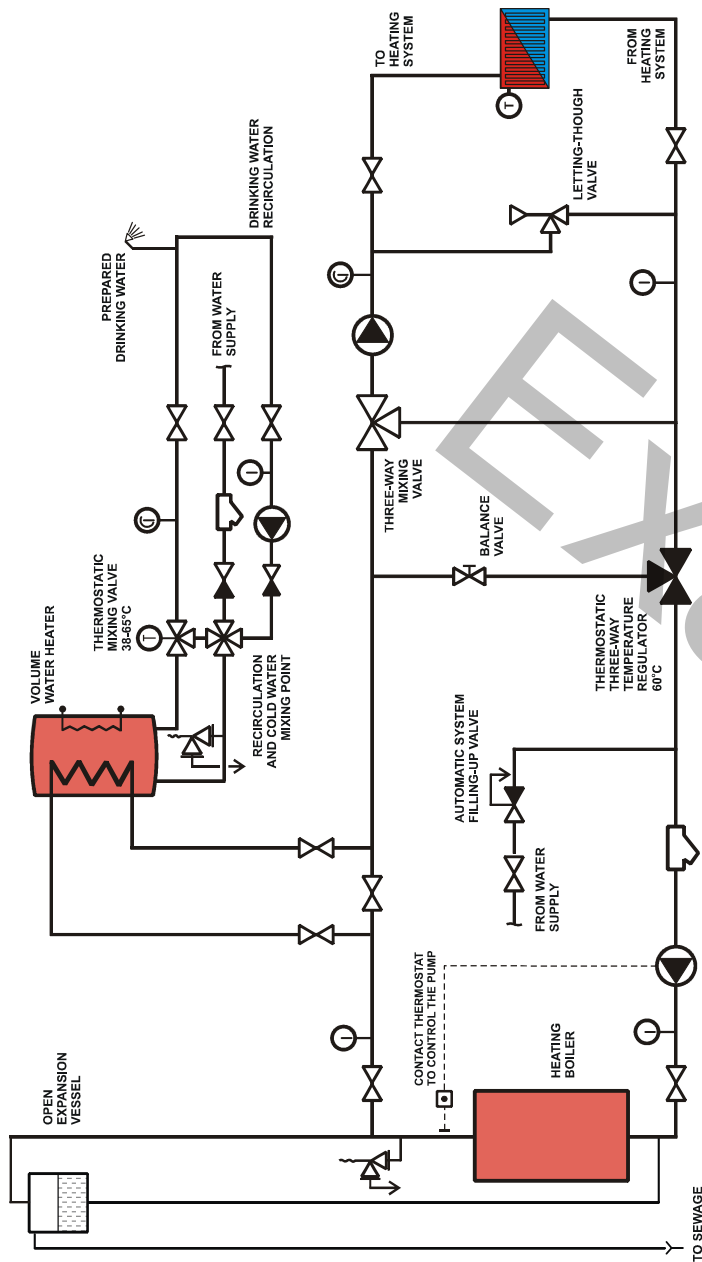 OPEN
EXPANSION
VESSEL
VOLUME
WATER HEATER
THERMOSTATIC
MIXING VALVE
38-65°C
T
PREPARED
DRINKING WATER
FROM WATER
SUPPLY
DRINKING WATER
RECIRCULATION
RECIRCULATION
AND COLD WATER
MIXING POINT
TO
HEATING
SYSTEM
THREE-WAY
MIXING
VALVE
CONTACT THERMOSTAT
TO CONTROL THE PUMP
AUTOMATIC SYSTEM
FILLING-UP VALVE
BALANCE
VALVE
T
FROM WATER
SUPPLY
HEATING
BOILER
LETTING-THOUGH
VALVE
THERMOSTATIC
THREE-WAY
TEMPERATURE
REGULATOR
60°C
FROM
HEATING
SYSTEM
TO SEWAGE